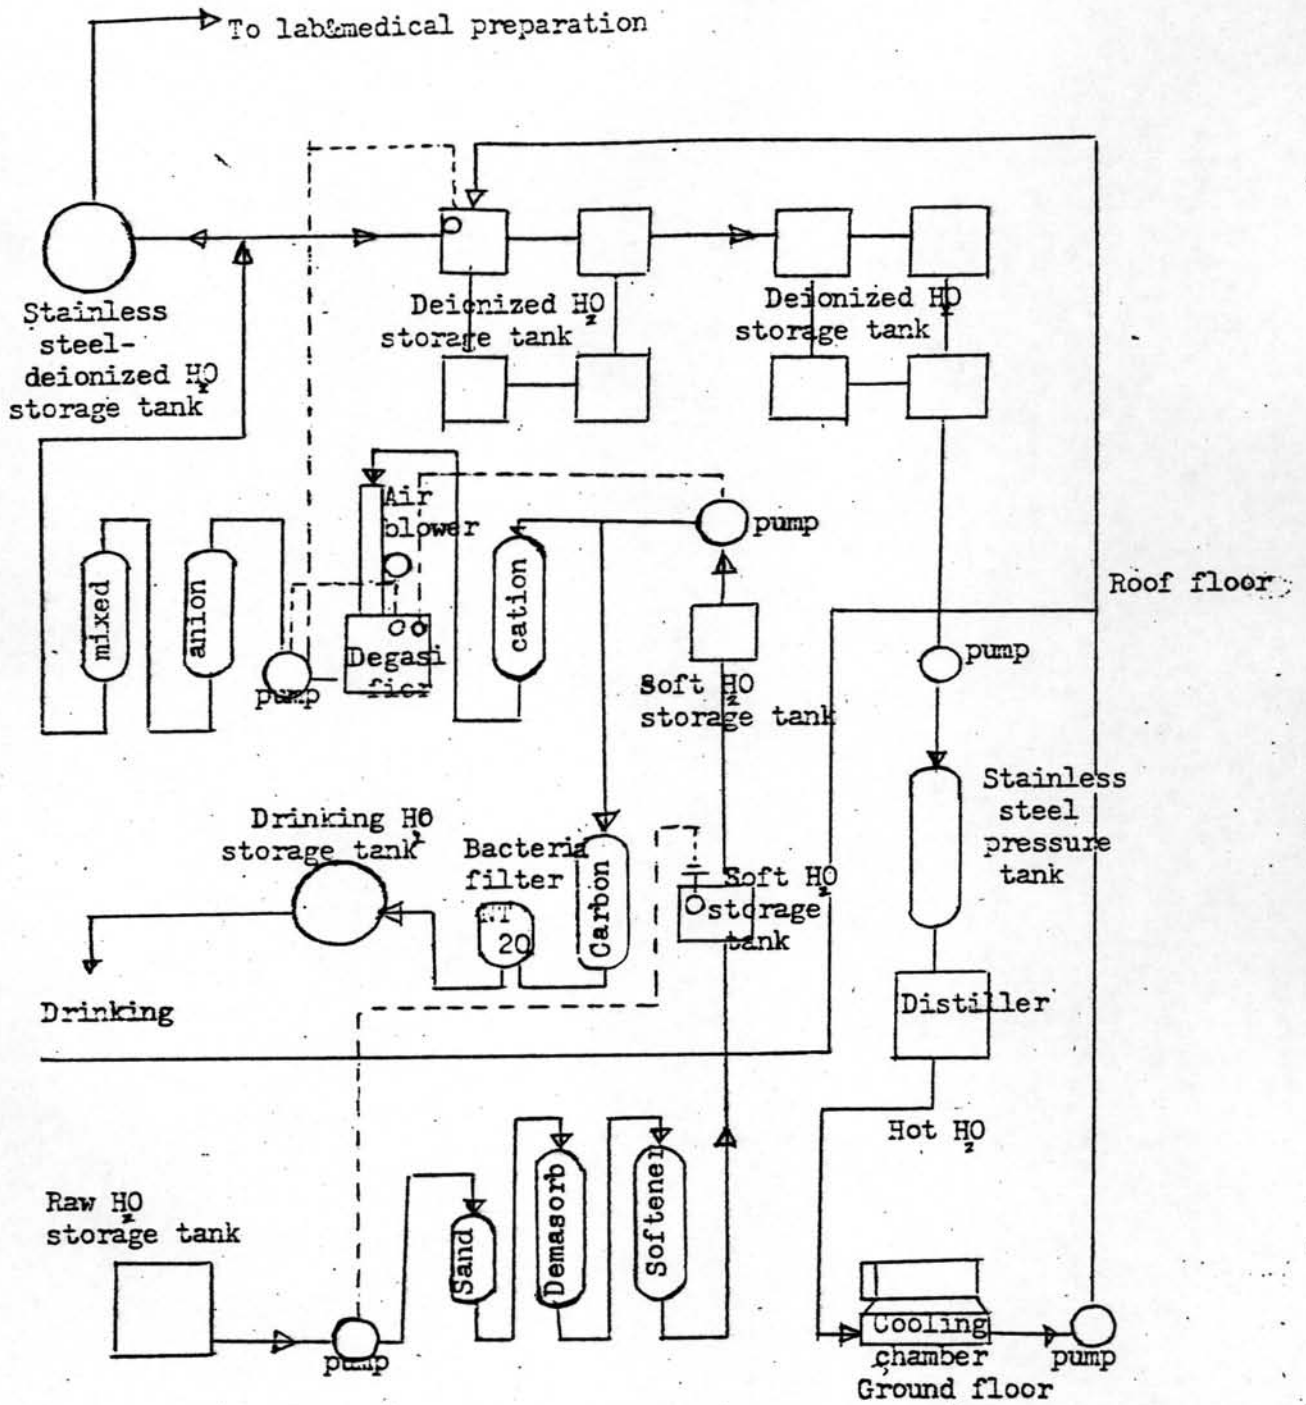 To lab&medical preparation
Stainless
steel-
deionized H2O
storage tank
Deionized H2O
storage tank
Deionized H2O
storage tank
Air
blower
pump
mixed
anion
cation
Degasi
fier
pump
Roof floor
pump
Soft H2O
storage tank
Stainless
steel
pressure
tank
Drinking H2O
storage tank
Bacteria
filter
20
Carbon
Soft H2O
storage
tank
Drinking
Distiller
Hot H2O
Raw H2O
storage tank
Sand
Demasorb
Softener
pump
Cooling
chamber
pump
Ground floor